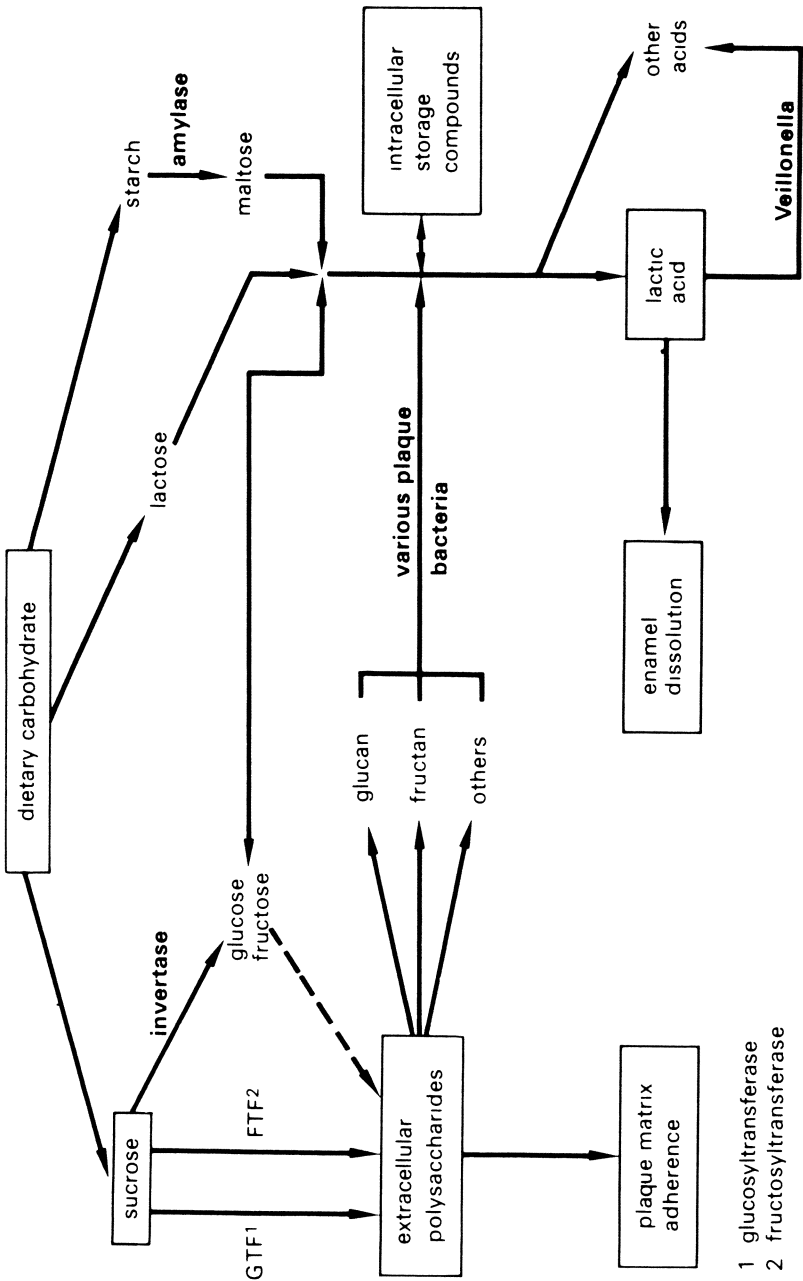 dietary carbohydrate
sucrose
lactose
starch
amylase
maltose
invertase
glucose
fructose
GTF¹
FTF²
extracellular
polysaccharides
glucan
fructan
others
various plaque
bacteria
intracellular
storage
compounds
plaque matrix
adherence
enamel
dissolution
lactic
acid
other
acids
Veillonella
1 glucosyltransferase
2 fructosyltransferase